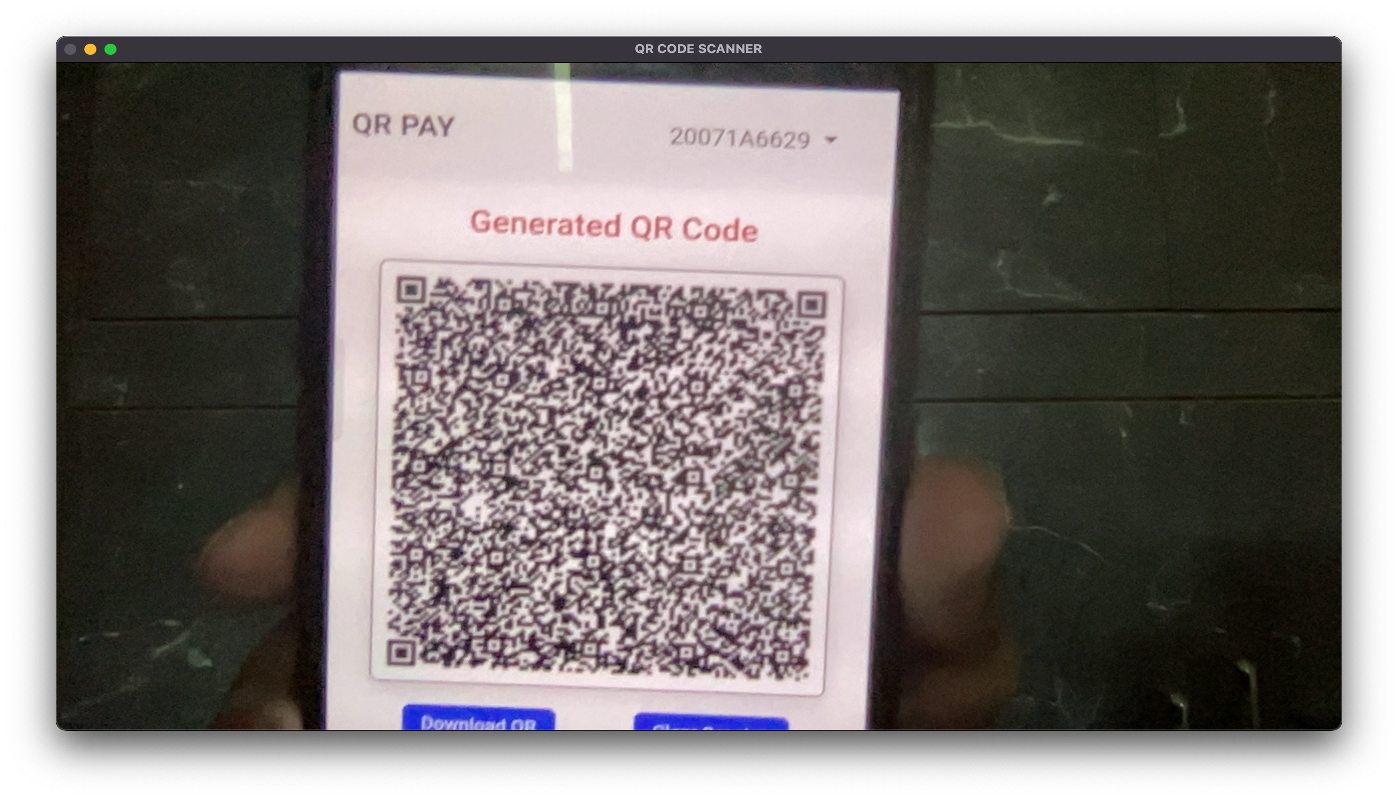 QR CODE SCANNER
QR PAY
20071A6629
Generated QR Code
Download QR